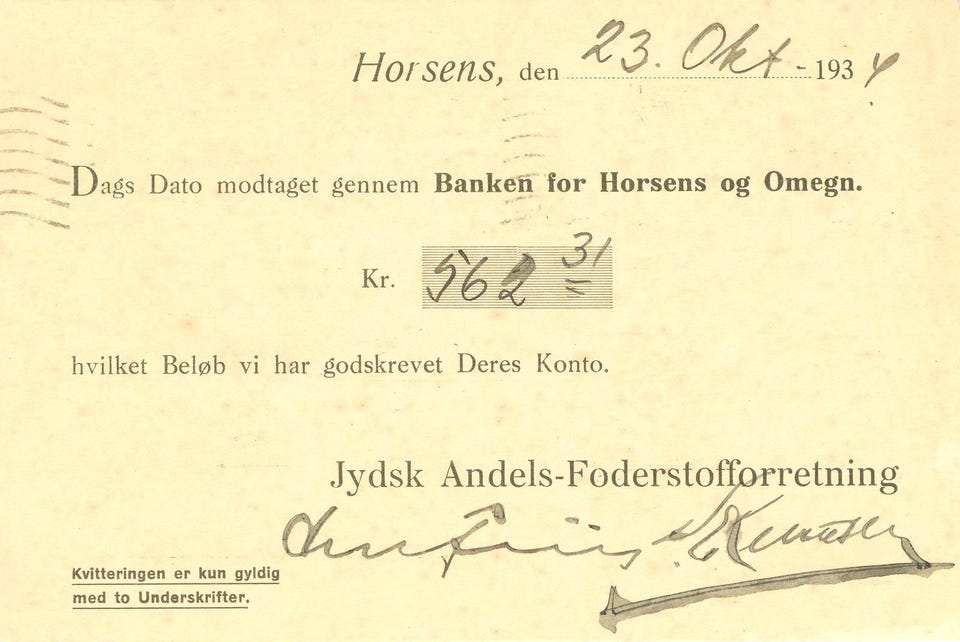 Horsens, den 23. Okt - 1934
Dags Dato modtaget gennem Banken for Horsens og Omegn.
Kr. 562 31
hvilket Beløb vi har godskrevet Deres Konto.
Jydsk Andels-Foderstofforretning
Knudsen
Kvitteringen er kun gyldig
med to Underskrifter.